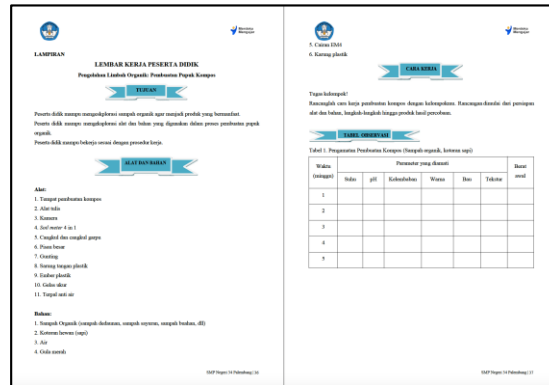 Merdeka
Mengajar
LAMPIRAN
LEMBAR KERJA PESERTA DIDIK
Pengolahan Limbah Organik: Pembuatan Pupuk Kompos
TUJUAN
Peserta didik mampu mengeksplorasi sampah organik agar menjadi produk yang bermanfaat.
Peserta didik mampu mengeksplorasi alat dan bahan yang digunakan dalam proses pembuatan pupuk
organik.
Peserta didik mampu bekerja sesuai dengan prosedur kerja.
ALAT DAN BAHAN
Alat:
1. Tempat pembuatan kompos
2. Alat tulis
3. Kamera
4. Soil meter 4 in 1
5. Cangkul dan cangkul garpu
6. Pisau besar
7. Gunting
8. Sarung tangan plastik
9. Ember plastik
10. Gelas ukur
11. Terpal anti air
Bahan:
1. Sampah Organik (sampah dedaunan, sampah sayuran, sampah buahan, dll)
2. Kotoran hewan (sapi)
3. Air
4. Gula merah
SMP Negeri 54 Palembang | 16
Merdeka
Mengajar
5. Cairan EM4
6. Karung plastik
CARA KERJA
Tugas kelompok!
Rancanglah cara kerja pembuatan kompos dengan kelompokmu. Rancangan dimulai dari persiapan
alat dan bahan, langkah-langkah hingga produk hasil percobaan.
TABEL OBSERVASI
Tabel 1. Pengamatan Pembuatan Kompos (Sampah organik, kotoran sapi)
Waktu (minggu) Parameter yang diamati Berat awal
Suhu pH Kelembaban Warna Bau Tekstur
1
2
3
4
5
SMP Negeri 54 Palembang | 17